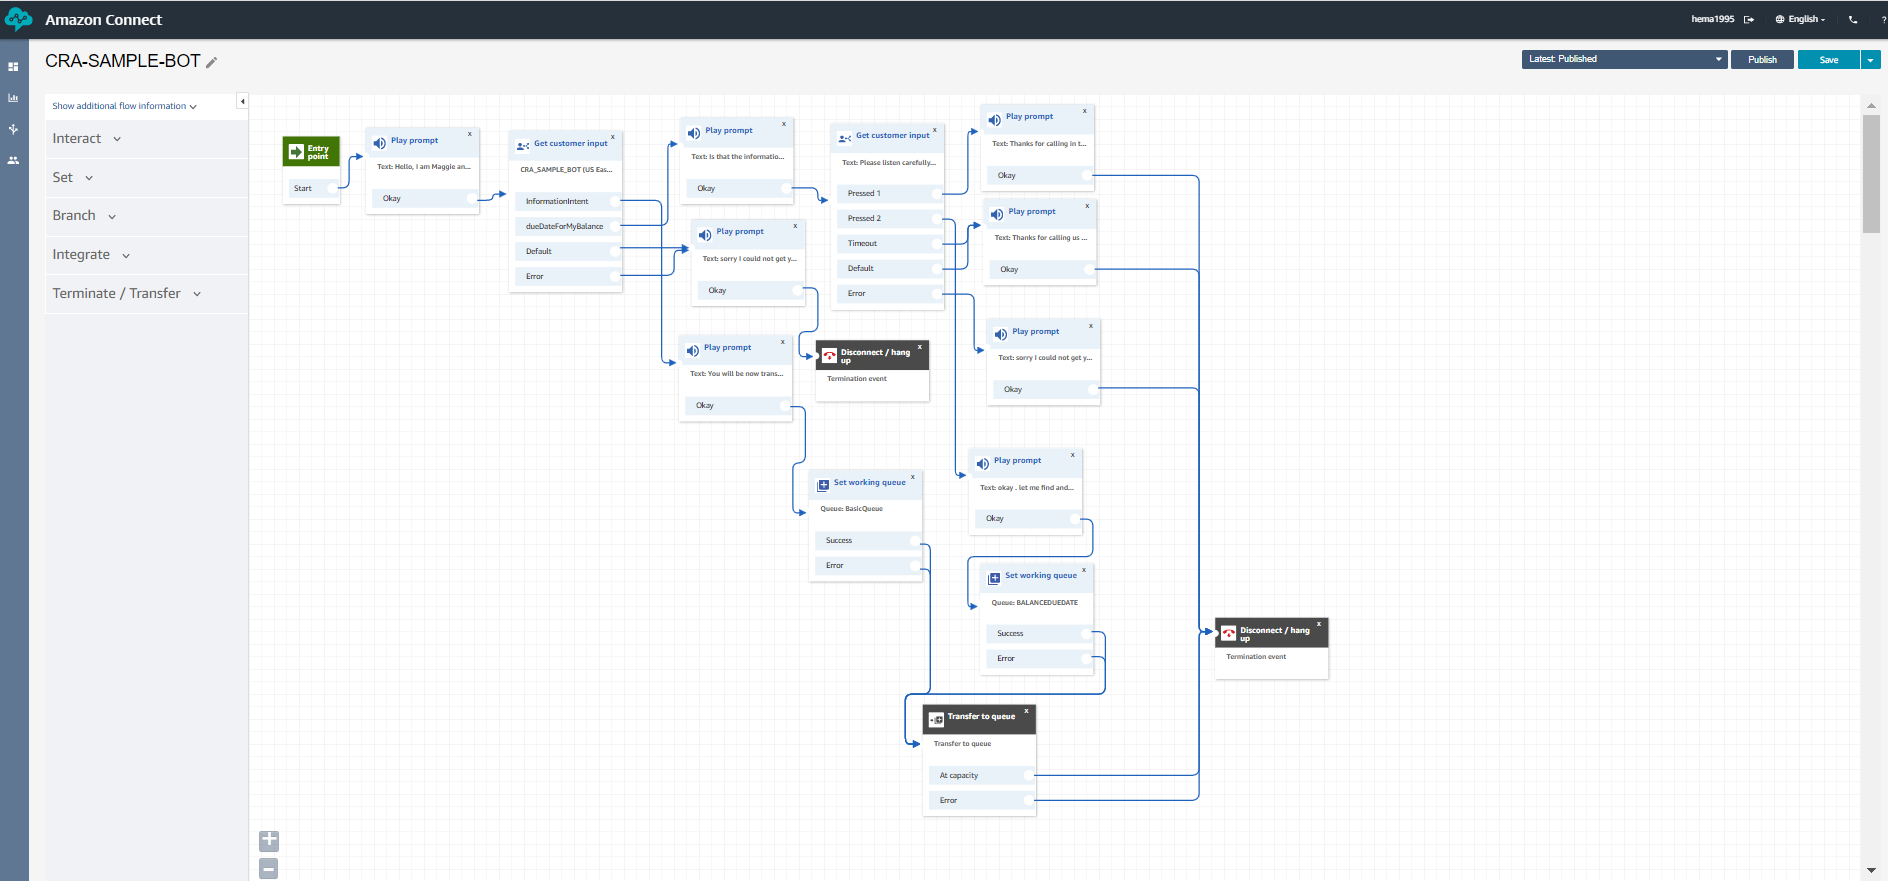 Amazon Connect
hema1995
English
?
CRA-SAMPLE-BOT
Latest: Published
Publish
Save
Show additional flow information
Interact
Set
Branch
Integrate
Terminate / Transfer
Entry
point
Start
Play prompt
x
Text: Hello, I am Maggie an...
Okay
Get customer input
x
CRA_SAMPLE_BOT (US Eas...
InformationIntent
dueDateForMyBalance
Default
Error
Play prompt
x
Text: Is that the informatio...
Okay
Play prompt
x
Text: sorry I could not get y...
Okay
Play prompt
x
Text: You will be now trans...
Okay
Get customer input
x
Text: Please listen carefully...
Pressed 1
Pressed 2
Timeout
Default
Error
Disconnect / hang
up
x
Termination event
Play prompt
x
Text: Thanks for calling in t...
Okay
Play prompt
x
Text: Thanks for calling us ...
Okay
Play prompt
x
Text: sorry I could not get y...
Okay
Play prompt
x
Text: okay . let me find and...
Okay
Set working queue
x
Queue: BasicQueue
Success
Error
Set working queue
x
Queue: BALANCEDUEDATE
Success
Error
Transfer to queue
x
Transfer to queue
At capacity
Error
Disconnect / hang
up
x
Termination event